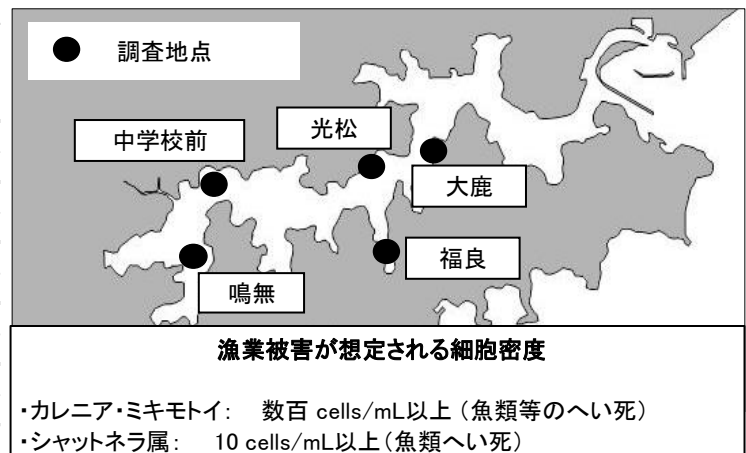 調査地点
光松
中学校前
大鹿
福良
鳴無
漁業被害が想定される細胞密度
・カレニア・ミキモトイ: 数百 cells/mL以上 (魚類等のへい死)
・シャットネラ属: 10 cells/mL以上(魚類へい死)